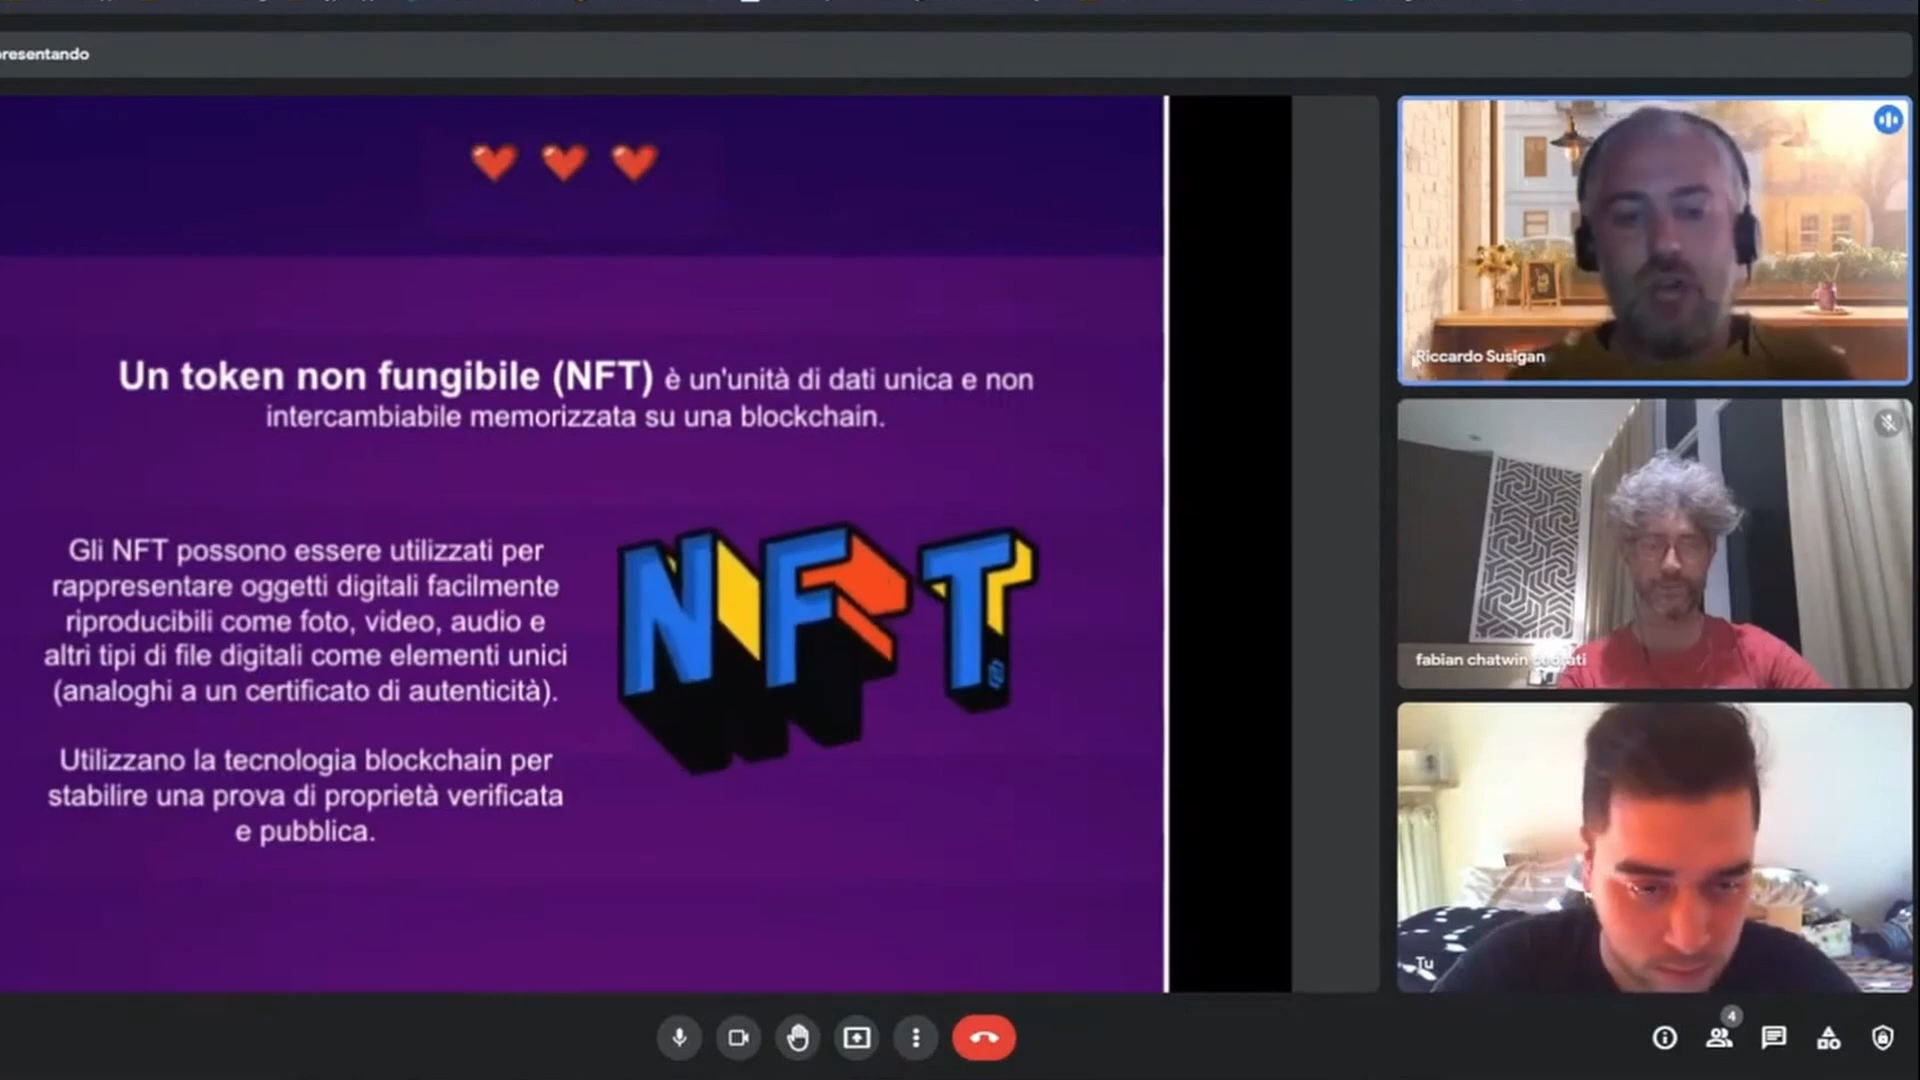 presentando
Un token non fungibile (NFT) è un'unità di dati unica e non
intercambiabile memorizzata su una blockchain.
Gli NFT possono essere utilizzati per
rappresentare oggetti digitali facilmente
riproducibili come foto, video, audio e
altri tipi di file digitali come elementi unici
(analoghi a un certificato di autenticità).
Utilizzano la tecnologia blockchain per
stabilire una prova di proprietà verificata
e pubblica.
NFT
Riccardo Susigan
fabian chatwin
Tu
4